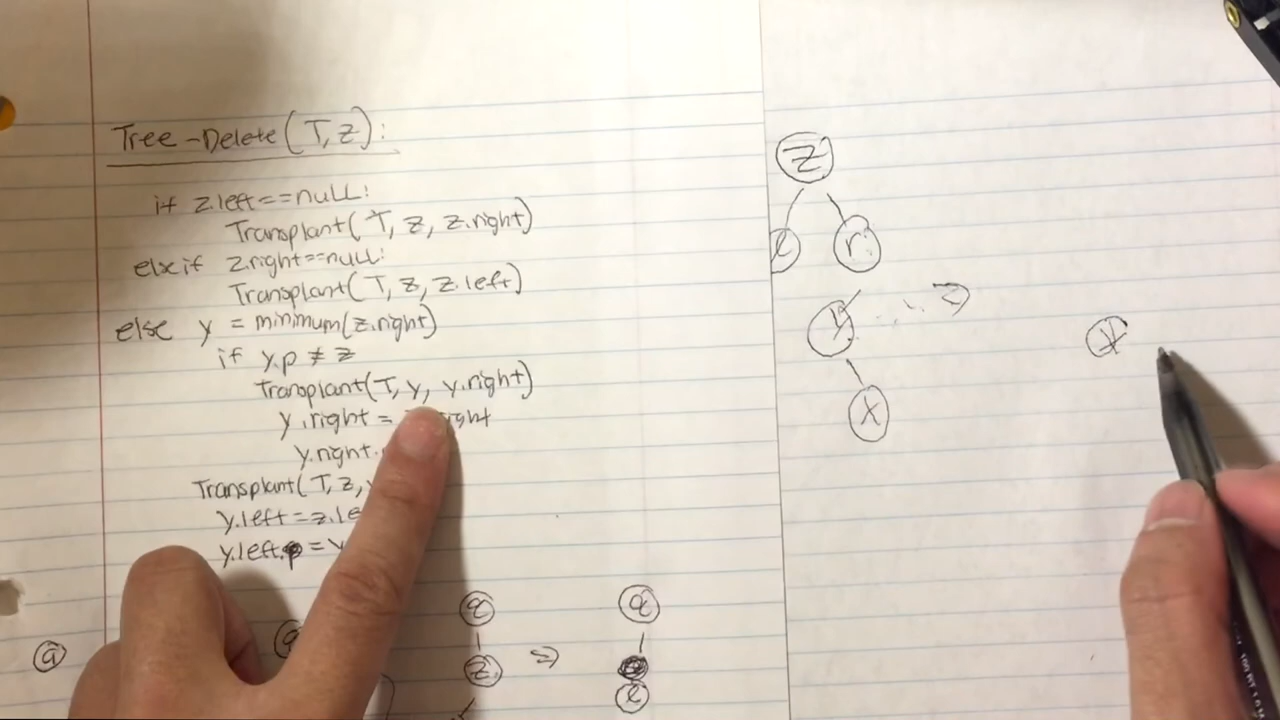 Tree-Delete(T,z):
if z.left==null:
Transplant(T, z, z.right)
elseif z.right==null:
Transplant(T, z, z.left)
else y = minimum(z.right)
if y.p ≠ z
Transplant(T, y, y.right)
y.right =
y.right.
Transplant(T, z,
y.left=z.le
y.left.p = y
z
l r
y
x
q q
z
l